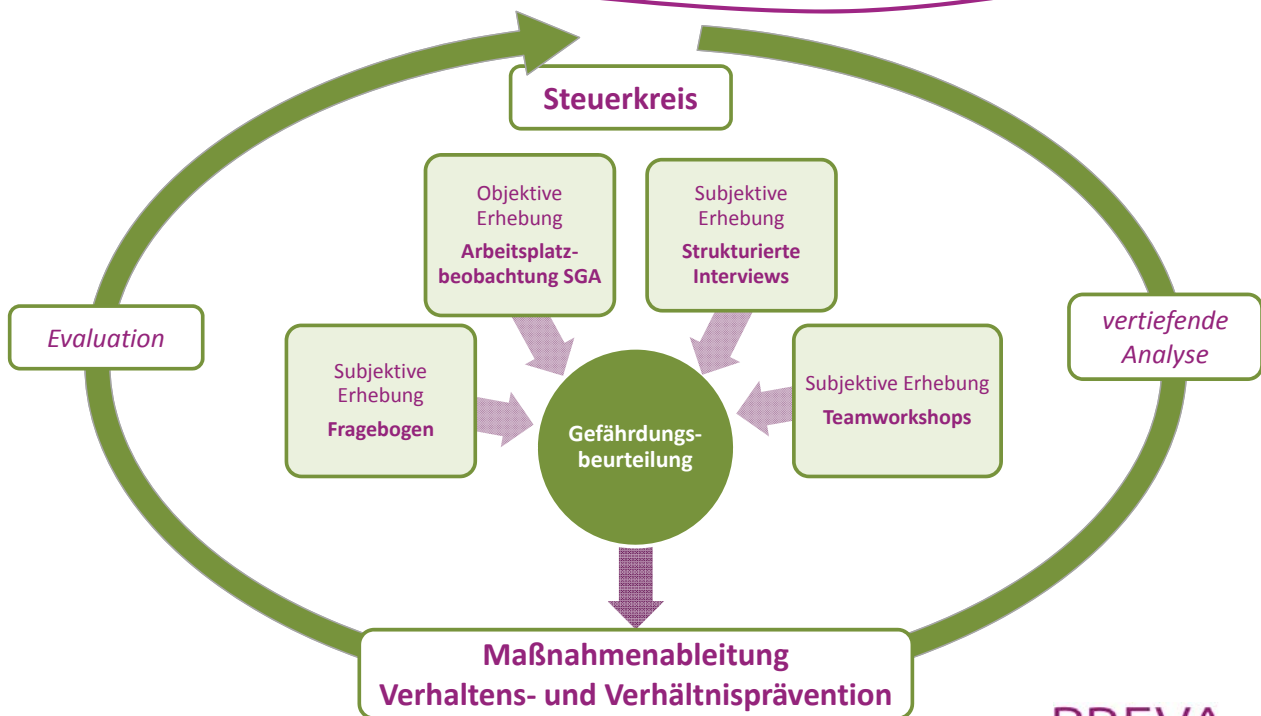 Steuerkreis
Objektive
Erhebung
Arbeitsplatz-
beobachtung SGA
Subjektive
Erhebung
Strukturierte
Interviews
Evaluation
vertiefende
Analyse
Subjektive
Erhebung
Fragebogen
Gefährdungs-
beurteilung
Subjektive Erhebung
Teamworkshops
Maßnahmenableitung
Verhaltens- und Verhältnisprävention